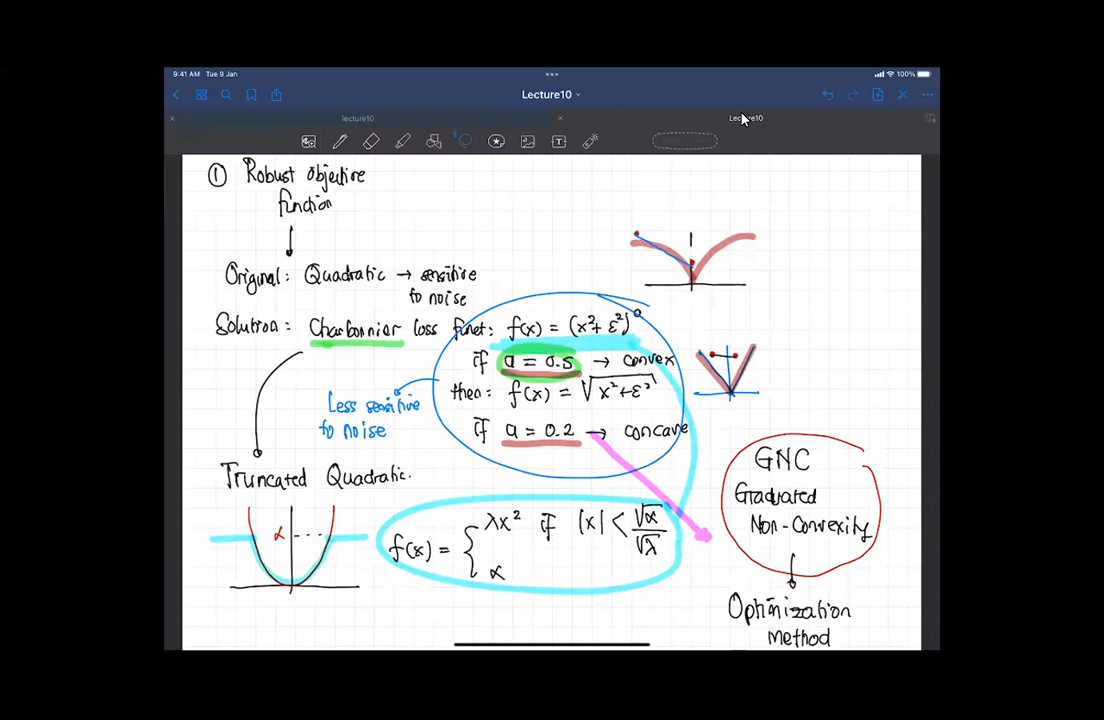 9:41 AM Tue 9 Jan
100%
Lecture10
lecture10
Lecture10
① Robust objective
function
Original: Quadratic → sensitive
to noise
Solution: Charbonnier loss funct: f(x) = (x² + ε²)ᵃ
if a = 0.5 → convex
then: f(x) = √x² + ε²
if a = 0.2 → concave
Less sensitive
to noise
Truncated Quadratic.
α
f(x) = { λx² if |x| < √α/√λ
α
GNC
Graduated
Non-Convexity
Optimization
method